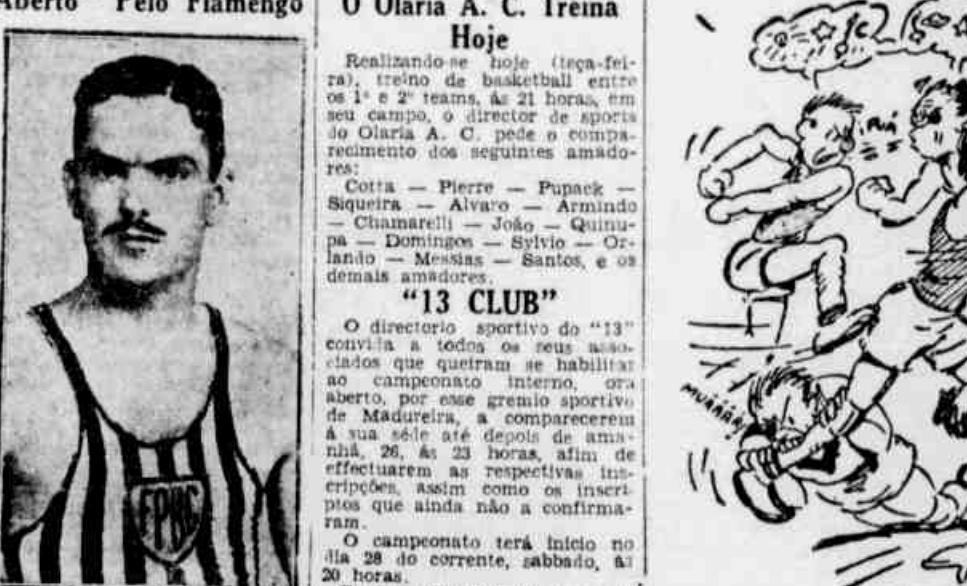 Aberto Pelo Flamengo
FPBC
O Olaria A. C. Treina
Hoje
Realizando-se hoje (teça-fei-
ra), treino de basketball entre
os 1º e 2º teams, ás 21 horas, em
seu campo, o director de sports
do Olaria A. C. pede o compa-
recimento dos seguintes amado-
res:
Cotta — Pierre — Pupack —
Siqueira — Alvaro — Armindo
— Chamarelli — João — Quinu-
pa — Domingos — Sylvio — Or-
lando — Messias — Santos, e os
demais amadores.
"13 CLUB"
O directorio sportivo do "13"
convida a todos os seus asso-
ciados que queiram se habilitar
ao campeonato interno, ora
aberto, por esse gremio sportivo
de Madureira, a comparecerem
á sua séde até depois de ama-
nhá, 26, ás 23 horas, afim de
effectuarem as respectivas ins-
cripções, assim como os inscri-
ptos que ainda não a confirma-
ram.
O campeonato terá inicio no
dia 28 do corrente, sabbado, ás
20 horas.